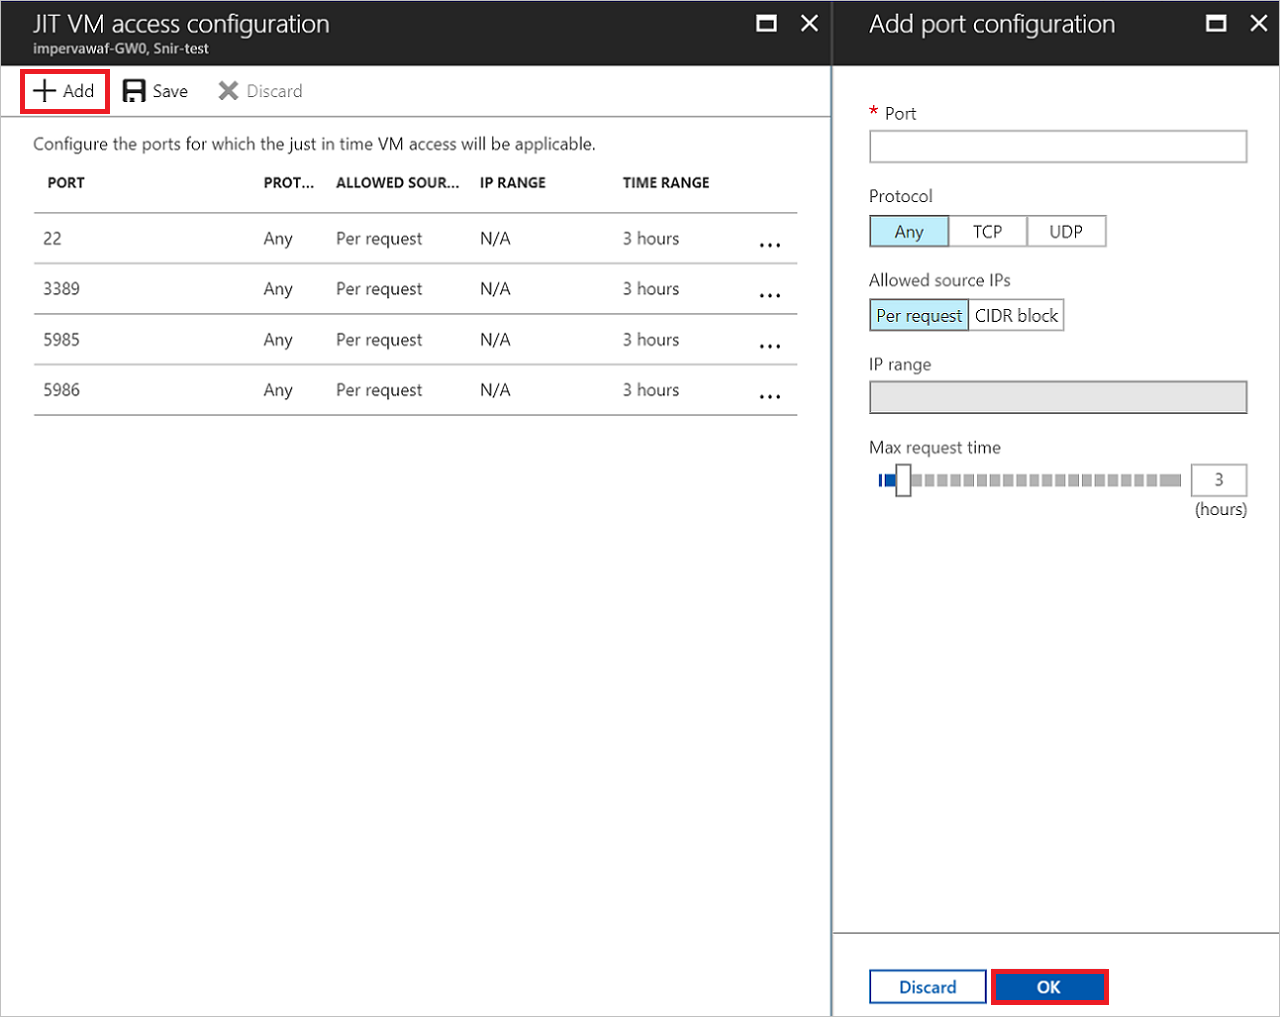 JIT VM access configuration
impervawaf-GW0, Snir-test
Add
Save
Discard
Configure the ports for which the just in time VM access will be applicable.
PORT PROT... ALLOWED SOUR... IP RANGE TIME RANGE
22 Any Per request N/A 3 hours ...
3389 Any Per request N/A 3 hours ...
5985 Any Per request N/A 3 hours ...
5986 Any Per request N/A 3 hours ...
Add port configuration
* Port
Protocol
Any TCP UDP
Allowed source IPs
Per request CIDR block
IP range
Max request time
3
(hours)
Discard OK